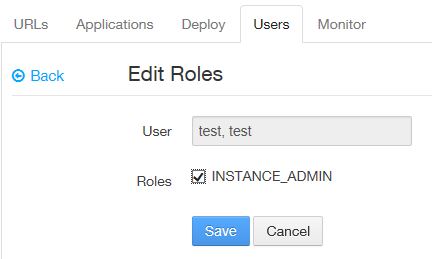 URLs Applications Deploy Users Monitor
Back Edit Roles
User test, test
Roles INSTANCE_ADMIN
Save Cancel